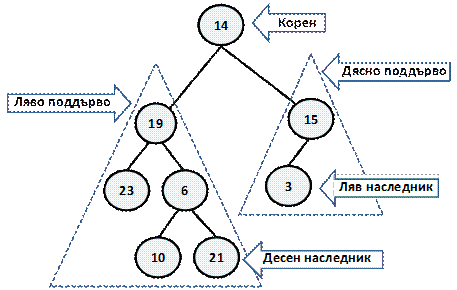 14
Корен
Дясно поддърво
Ляво поддърво
19
15
23
6
3
Ляв наследник
10
21
Десен наследник